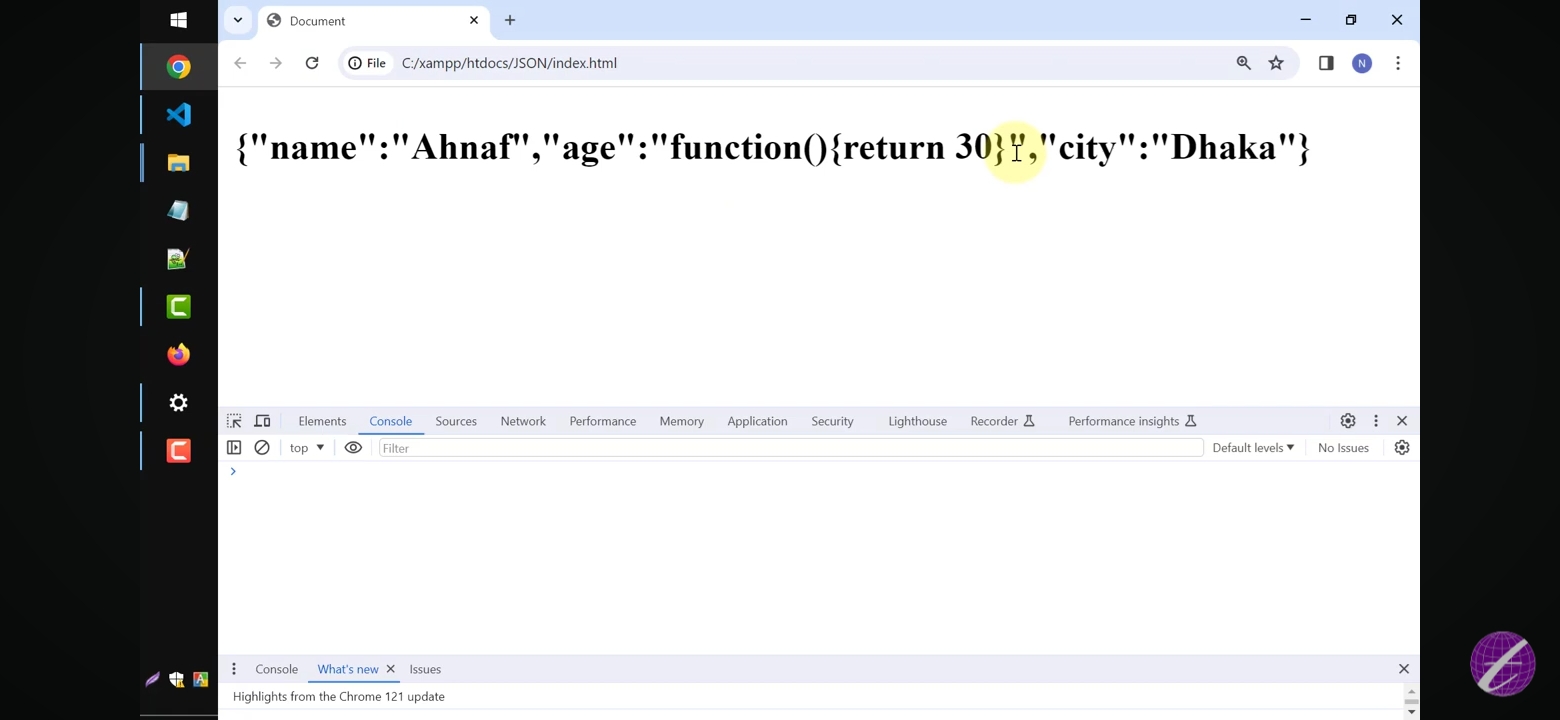 Document
File
C:/xampp/htdocs/JSON/index.html
N
{"name":"Ahnaf","age":"function(){return 30}","city":"Dhaka"}
Elements Console Sources Network Performance Memory Application Security Lighthouse Recorder Performance insights
top Filter Default levels No Issues
Console What's new Issues
Highlights from the Chrome 121 update